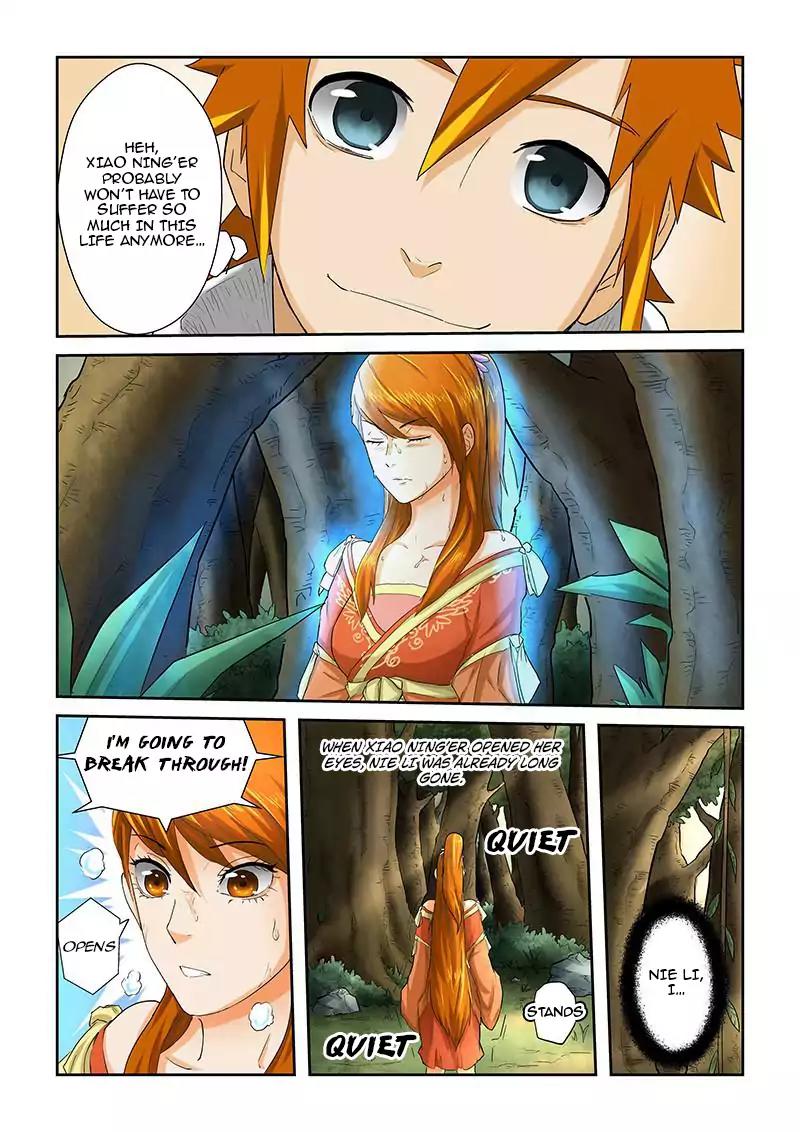 HEH,
XIAO NING'ER
PROBABLY
WON'T HAVE TO
SUFFER SO
MUCH IN THIS
LIFE ANYMORE...
I'M GOING TO
BREAK THROUGH!
OPENS
WHEN XIAO NING'ER OPENED HER
EYES, NIE LI WAS ALREADY LONG
GONE.
QUIET
STANDS
QUIET
NIE LI,
I...